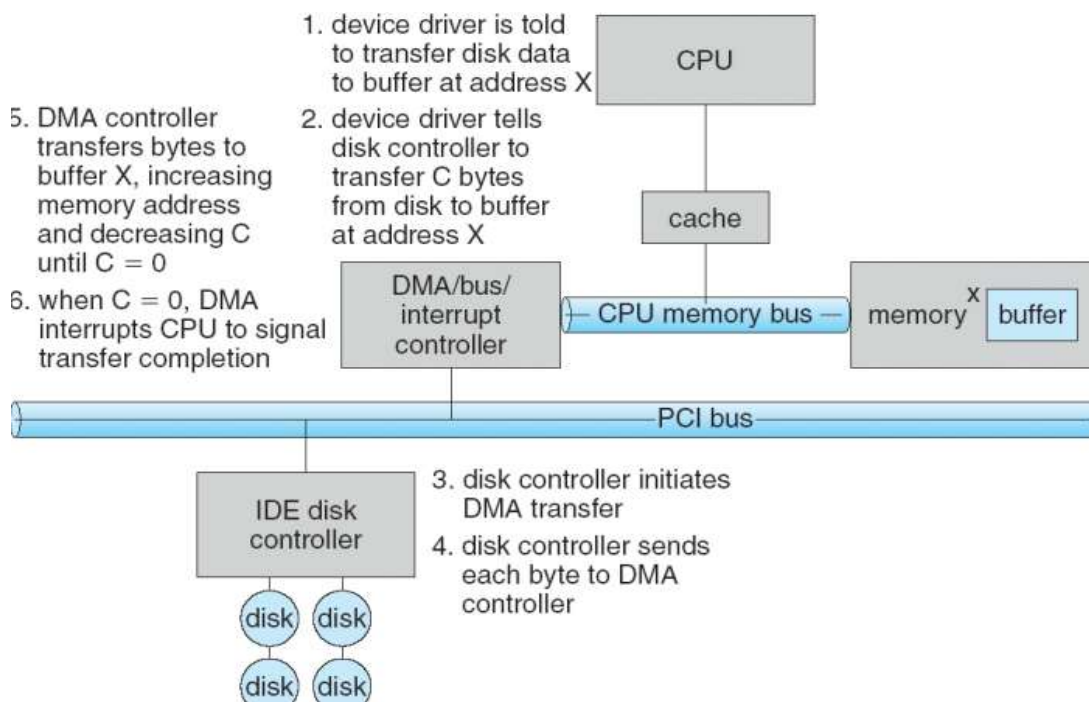 1. device driver is told
to transfer disk data
to buffer at address X
CPU
5. DMA controller
transfers bytes to
buffer X, increasing
memory address
and decreasing C
until C = 0
2. device driver tells
disk controller to
transfer C bytes
from disk to buffer
at address X
cache
6. when C = 0, DMA
interrupts CPU to signal
transfer completion
DMA/bus/
interrupt
controller
CPU memory bus
memory
x
buffer
PCI bus
IDE disk
controller
3. disk controller initiates
DMA transfer
4. disk controller sends
each byte to DMA
controller
disk
disk
disk
disk